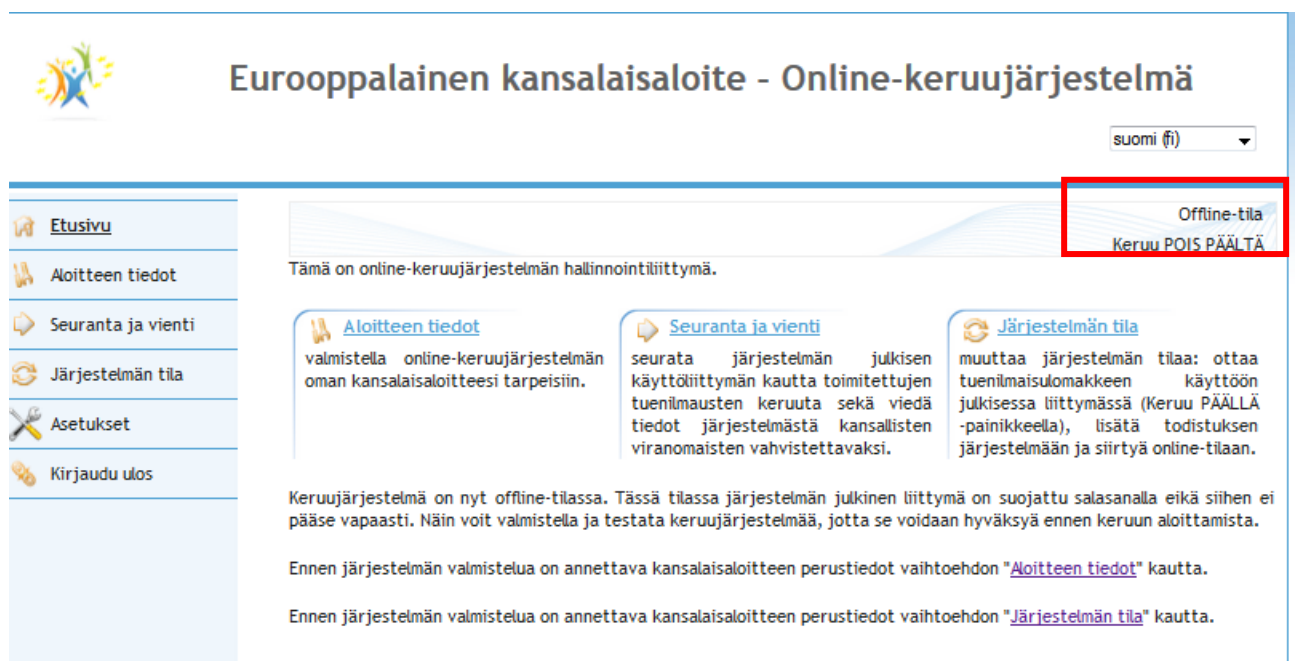 Eurooppalainen kansalaisaloite - Online-keruujärjestelmä
suomi (fi)
Etusivu
Aloitteen tiedot
Seuranta ja vienti
Järjestelmän tila
Asetukset
Kirjaudu ulos
Offline-tila
Keruu POIS PÄÄLTÄ
Tämä on online-keruujärjestelmän hallinnointiliittymä.
Aloitteen tiedot
valmistella online-keruujärjestelmän
oman kansalaisaloitteesi tarpeisiin.
Seuranta ja vienti
seurata järjestelmän julkisen
käyttöliittymän kautta toimitettujen
tuenilmausten keruuta sekä viedä
tiedot järjestelmästä kansallisten
viranomaisten vahvistettavaksi.
Järjestelmän tila
muuttaa järjestelmän tilaa: ottaa
tuenilmaisulomakkeen käyttöön
julkisessa liittymässä (Keruu PÄÄLLÄ
-painikkeella), lisätä todistuksen
järjestelmään ja siirtyä online-tilaan.
Keruujärjestelmä on nyt offline-tilassa. Tässä tilassa järjestelmän julkinen liittymä on suojattu salasanalla eikä siihen ei
pääse vapaasti. Näin voit valmistella ja testata keruujärjestelmää, jotta se voidaan hyväksyä ennen keruun aloittamista.
Ennen järjestelmän valmistelua on annettava kansalaisaloitteen perustiedot vaihtoehdon "Aloitteen tiedot" kautta.
Ennen järjestelmän valmistelua on annettava kansalaisaloitteen perustiedot vaihtoehdon "Järjestelmän tila" kautta.